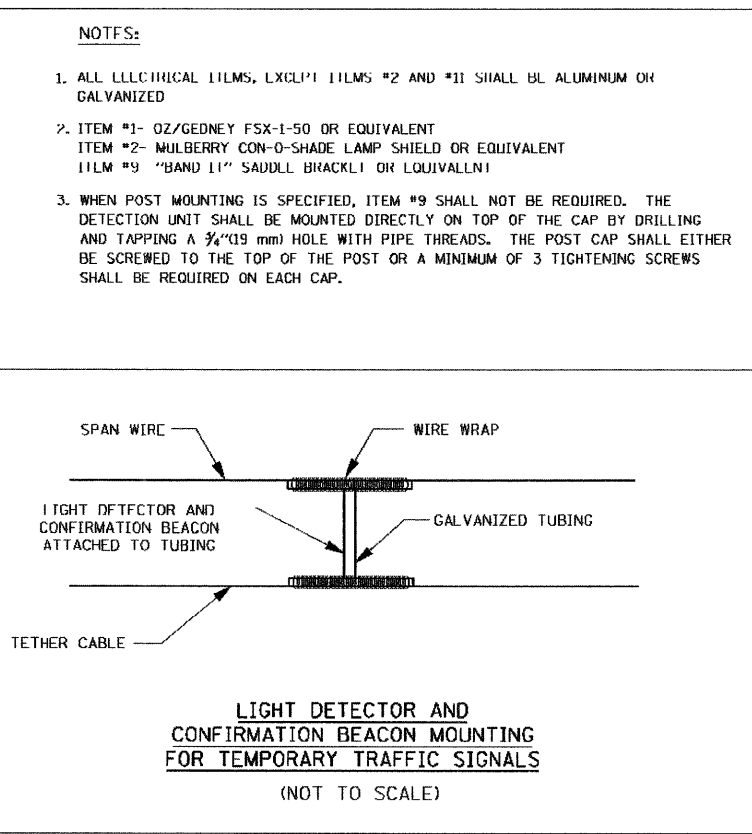 NOTES:
1. ALL ELECTRICAL ITEMS, EXCEPT ITEMS #2 AND #11 SHALL BE ALUMINUM OR
GALVANIZED
2. ITEM #1- OZ/GEDNEY FSX-1-50 OR EQUIVALENT
ITEM #2- MULBERRY CON-O-SHADE LAMP SHIELD OR EQUIVALENT
ITEM #9 "BAND IT" SADDLE BRACKET OR EQUIVALENT
3. WHEN POST MOUNTING IS SPECIFIED, ITEM #9 SHALL NOT BE REQUIRED. THE
DETECTION UNIT SHALL BE MOUNTED DIRECTLY ON TOP OF THE CAP BY DRILLING
AND TAPPING A ¾"(19 mm) HOLE WITH PIPE THREADS. THE POST CAP SHALL EITHER
BE SCREWED TO THE TOP OF THE POST OR A MINIMUM OF 3 TIGHTENING SCREWS
SHALL BE REQUIRED ON EACH CAP.
SPAN WIRE
WIRE WRAP
LIGHT DETECTOR AND
CONFIRMATION BEACON
ATTACHED TO TUBING
GALVANIZED TUBING
TETHER CABLE
LIGHT DETECTOR AND
CONFIRMATION BEACON MOUNTING
FOR TEMPORARY TRAFFIC SIGNALS
(NOT TO SCALE)